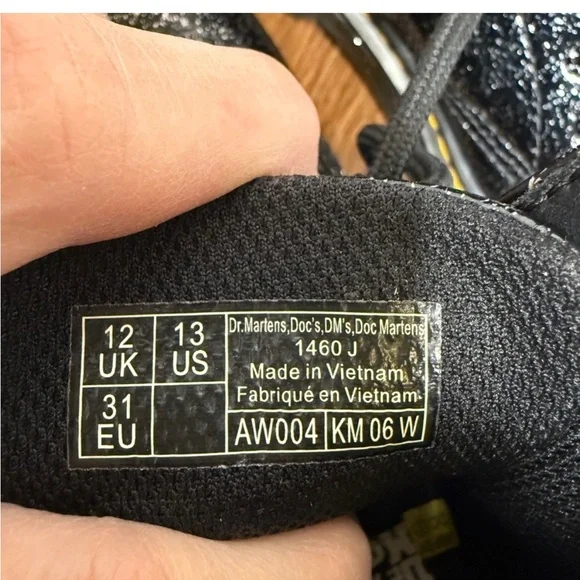 12 UK
13 US
31 EU
Dr.Martens,Doc's,DM's,Doc Martens
1460 J
Made in Vietnam
Fabriqué en Vietnam
AW004
KM 06 W